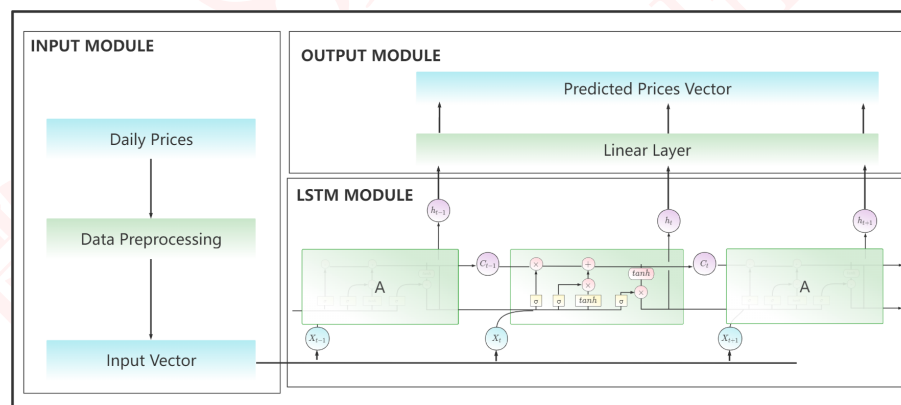 INPUT MODULE
Daily Prices
Data Preprocessing
Input Vector
OUTPUT MODULE
Predicted Prices Vector
Linear Layer
LSTM MODULE
h_{t-1}
h_t
h_{t+1}
A
C_{t-1}
×
+
tanh
C_t
A
×
×
σ
σ
tanh
σ
X_{t-1}
X_t
X_{t+1}